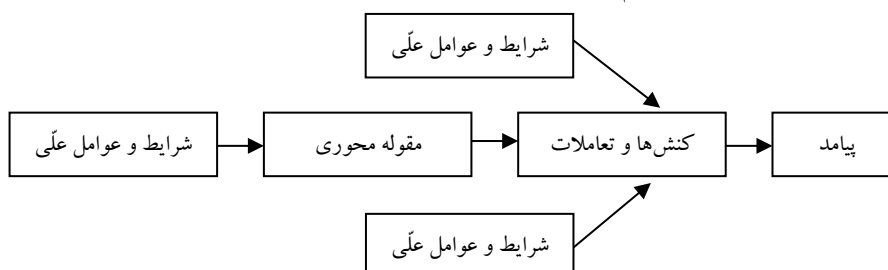 شرایط و عوامل علّی
شرایط و عوامل علّی
مقوله محوری
کنش‌ها و تعاملات
پیامد
شرایط و عوامل علّی